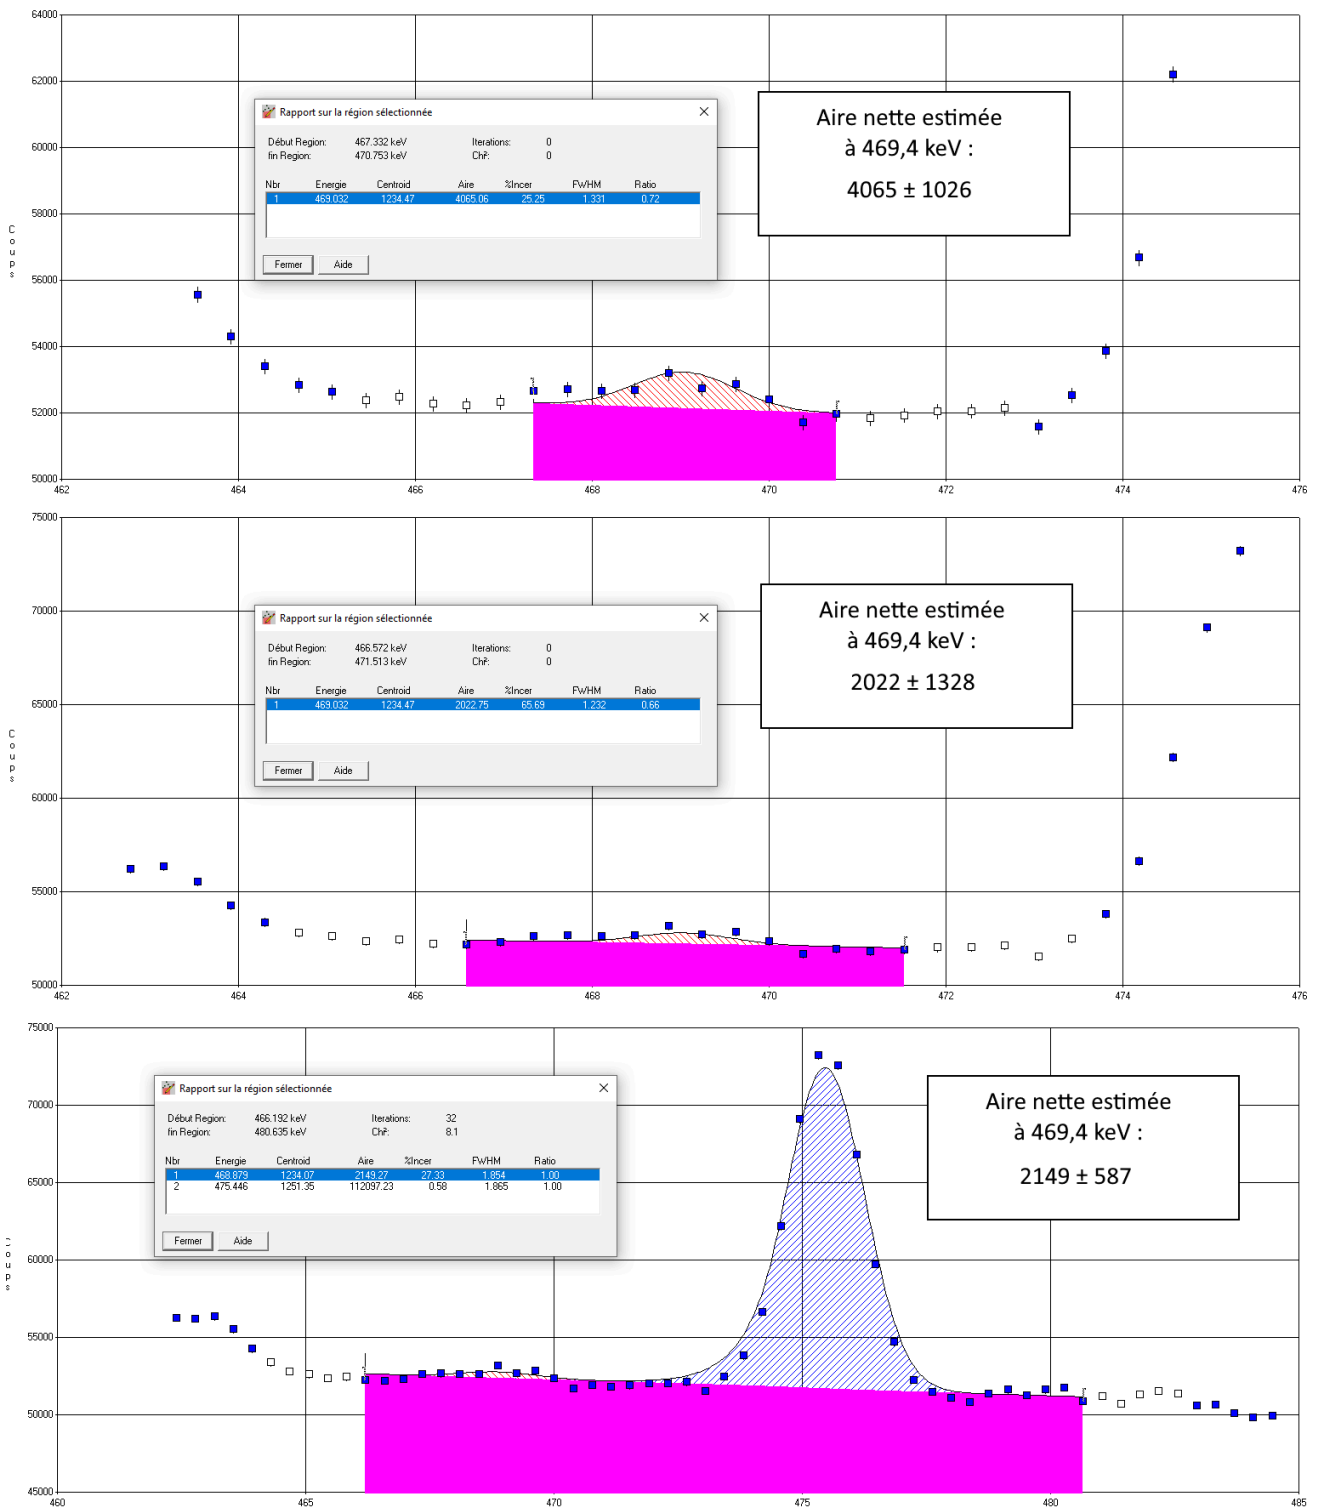 64000
62000
60000
58000
56000
54000
52000
50000
Coups
Rapport sur la région sélectionnée
Début Region: 467.332 keV Iterations: 0
fin Region: 470.753 keV Chi²: 0
Nbr Energie Centroid Aire %Incer FWHM Ratio
1 469.032 1234.47 4065.06 25.25 1.331 0.72
Fermer Aide
Aire nette estimée
à 469,4 keV :
4065 ± 1026
462 464 466 468 470 472 474 476
75000
70000
65000
60000
55000
50000
Coups
Rapport sur la région sélectionnée
Début Region: 466.572 keV Iterations: 0
fin Region: 471.513 keV Chi²: 0
Nbr Energie Centroid Aire %Incer FWHM Ratio
1 469.032 1234.47 2022.75 65.69 1.232 0.66
Fermer Aide
Aire nette estimée
à 469,4 keV :
2022 ± 1328
462 464 466 468 470 472 474 476
75000
70000
65000
60000
55000
50000
45000
oups
Rapport sur la région sélectionnée
Début Region: 466.192 keV Iterations: 32
fin Region: 480.635 keV Chi²: 8.1
Nbr Energie Centroid Aire %Incer FWHM Ratio
1 468.879 1234.07 2149.27 27.33 1.854 1.00
2 475.446 1251.35 112097.23 0.58 1.865 1.00
Fermer Aide
Aire nette estimée
à 469,4 keV :
2149 ± 587
460 465 470 475 480 485